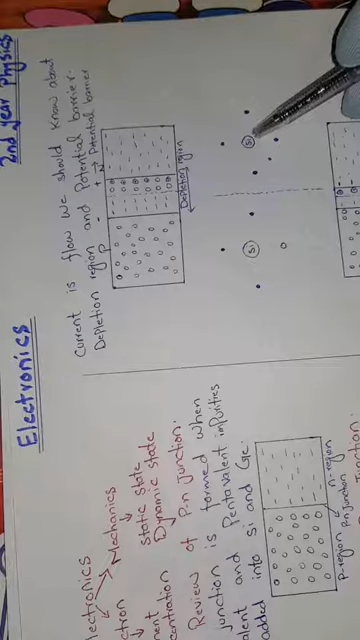 2nd year Physics
Electronics
Mechanics
static state
Dynamic state
Review of P.n Junction:
junction is formed when
and Pentavalent impurities
added into Si and Ge.
P-region
n-region
P-n junction
Junction:
Current is flow we should know about
Depletion region and Potential barrier.
P - + N → Potential barrier
Depletion region
Si
Si